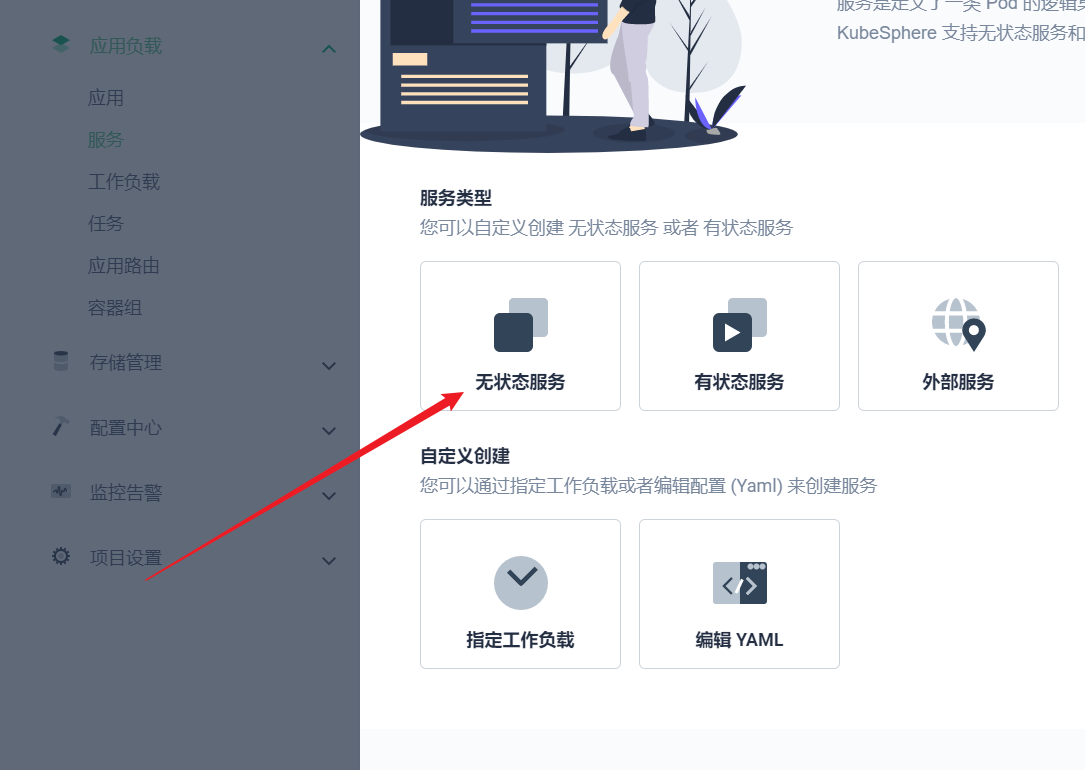 应用负载
应用
服务
工作负载
任务
应用路由
容器组
存储管理
配置中心
监控告警
项目设置
服务是定义了一类 Pod 的逻辑
KubeSphere 支持无状态服务和
服务类型
您可以自定义创建 无状态服务 或者 有状态服务
无状态服务
有状态服务
外部服务
自定义创建
您可以通过指定工作负载或者编辑配置 (Yaml) 来创建服务
指定工作负载
编辑 YAML